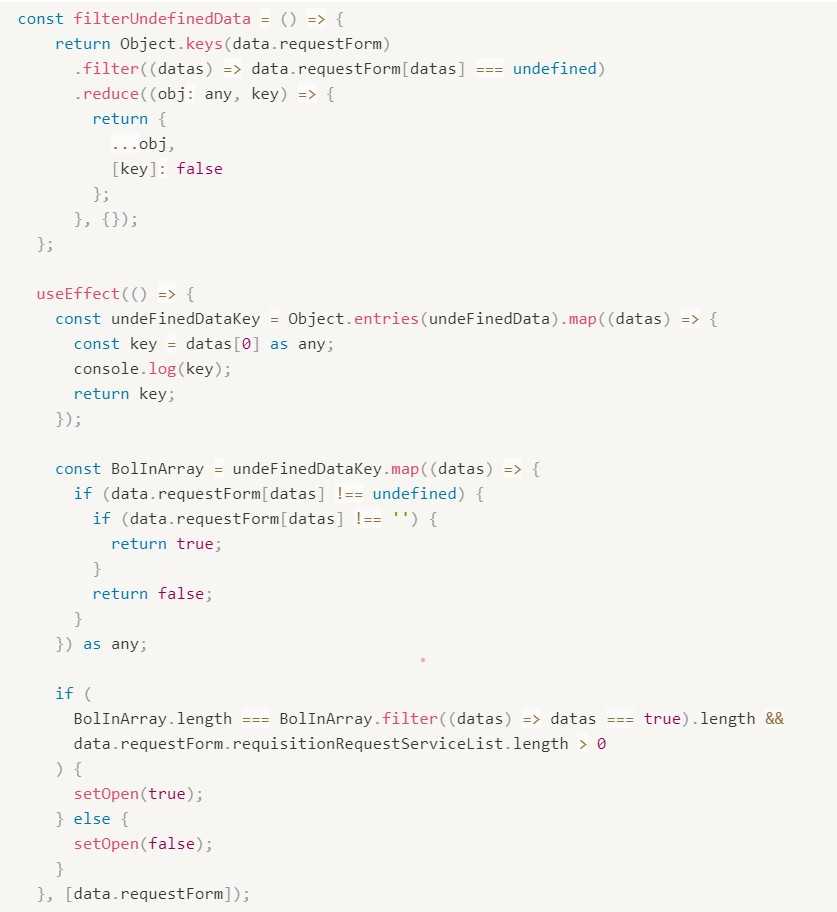 const filterUndefinedData = () => {
    return Object.keys(data.requestForm)
      .filter((datas) => data.requestForm[datas] === undefined)
      .reduce((obj: any, key) => {
        return {
          ...obj,
          [key]: false
        };
      }, {});
  };

  useEffect(() => {
    const undeFinedDataKey = Object.entries(undeFinedData).map((datas) => {
      const key = datas[0] as any;
      console.log(key);
      return key;
    });

    const BolInArray = undeFinedDataKey.map((datas) => {
      if (data.requestForm[datas] !== undefined) {
        if (data.requestForm[datas] !== '') {
          return true;
        }
        return false;
      }
    }) as any;

    if (
      BolInArray.length === BolInArray.filter((datas) => datas === true).length &&
      data.requestForm.requisitionRequestServiceList.length > 0
    ) {
      setOpen(true);
    } else {
      setOpen(false);
    }
  }, [data.requestForm]);